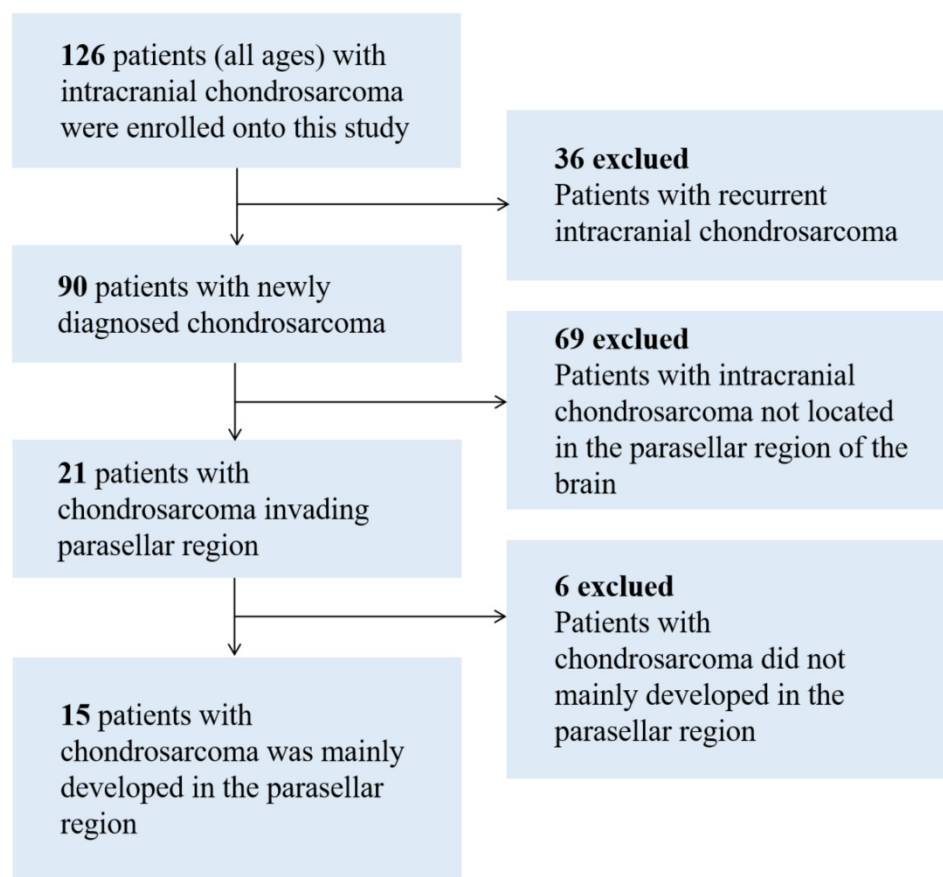 126 patients (all ages) with
intracranial chondrosarcoma
were enrolled onto this study
36 exclued
Patients with recurrent
intracranial chondrosarcoma
90 patients with newly
diagnosed chondrosarcoma
69 exclued
Patients with intracranial
chondrosarcoma not located
in the parasellar region of the
brain
21 patients with
chondrosarcoma invading
parasellar region
6 exclued
Patients with
chondrosarcoma did not
mainly developed in the
parasellar region
15 patients with
chondrosarcoma was mainly
developed in the parasellar
region